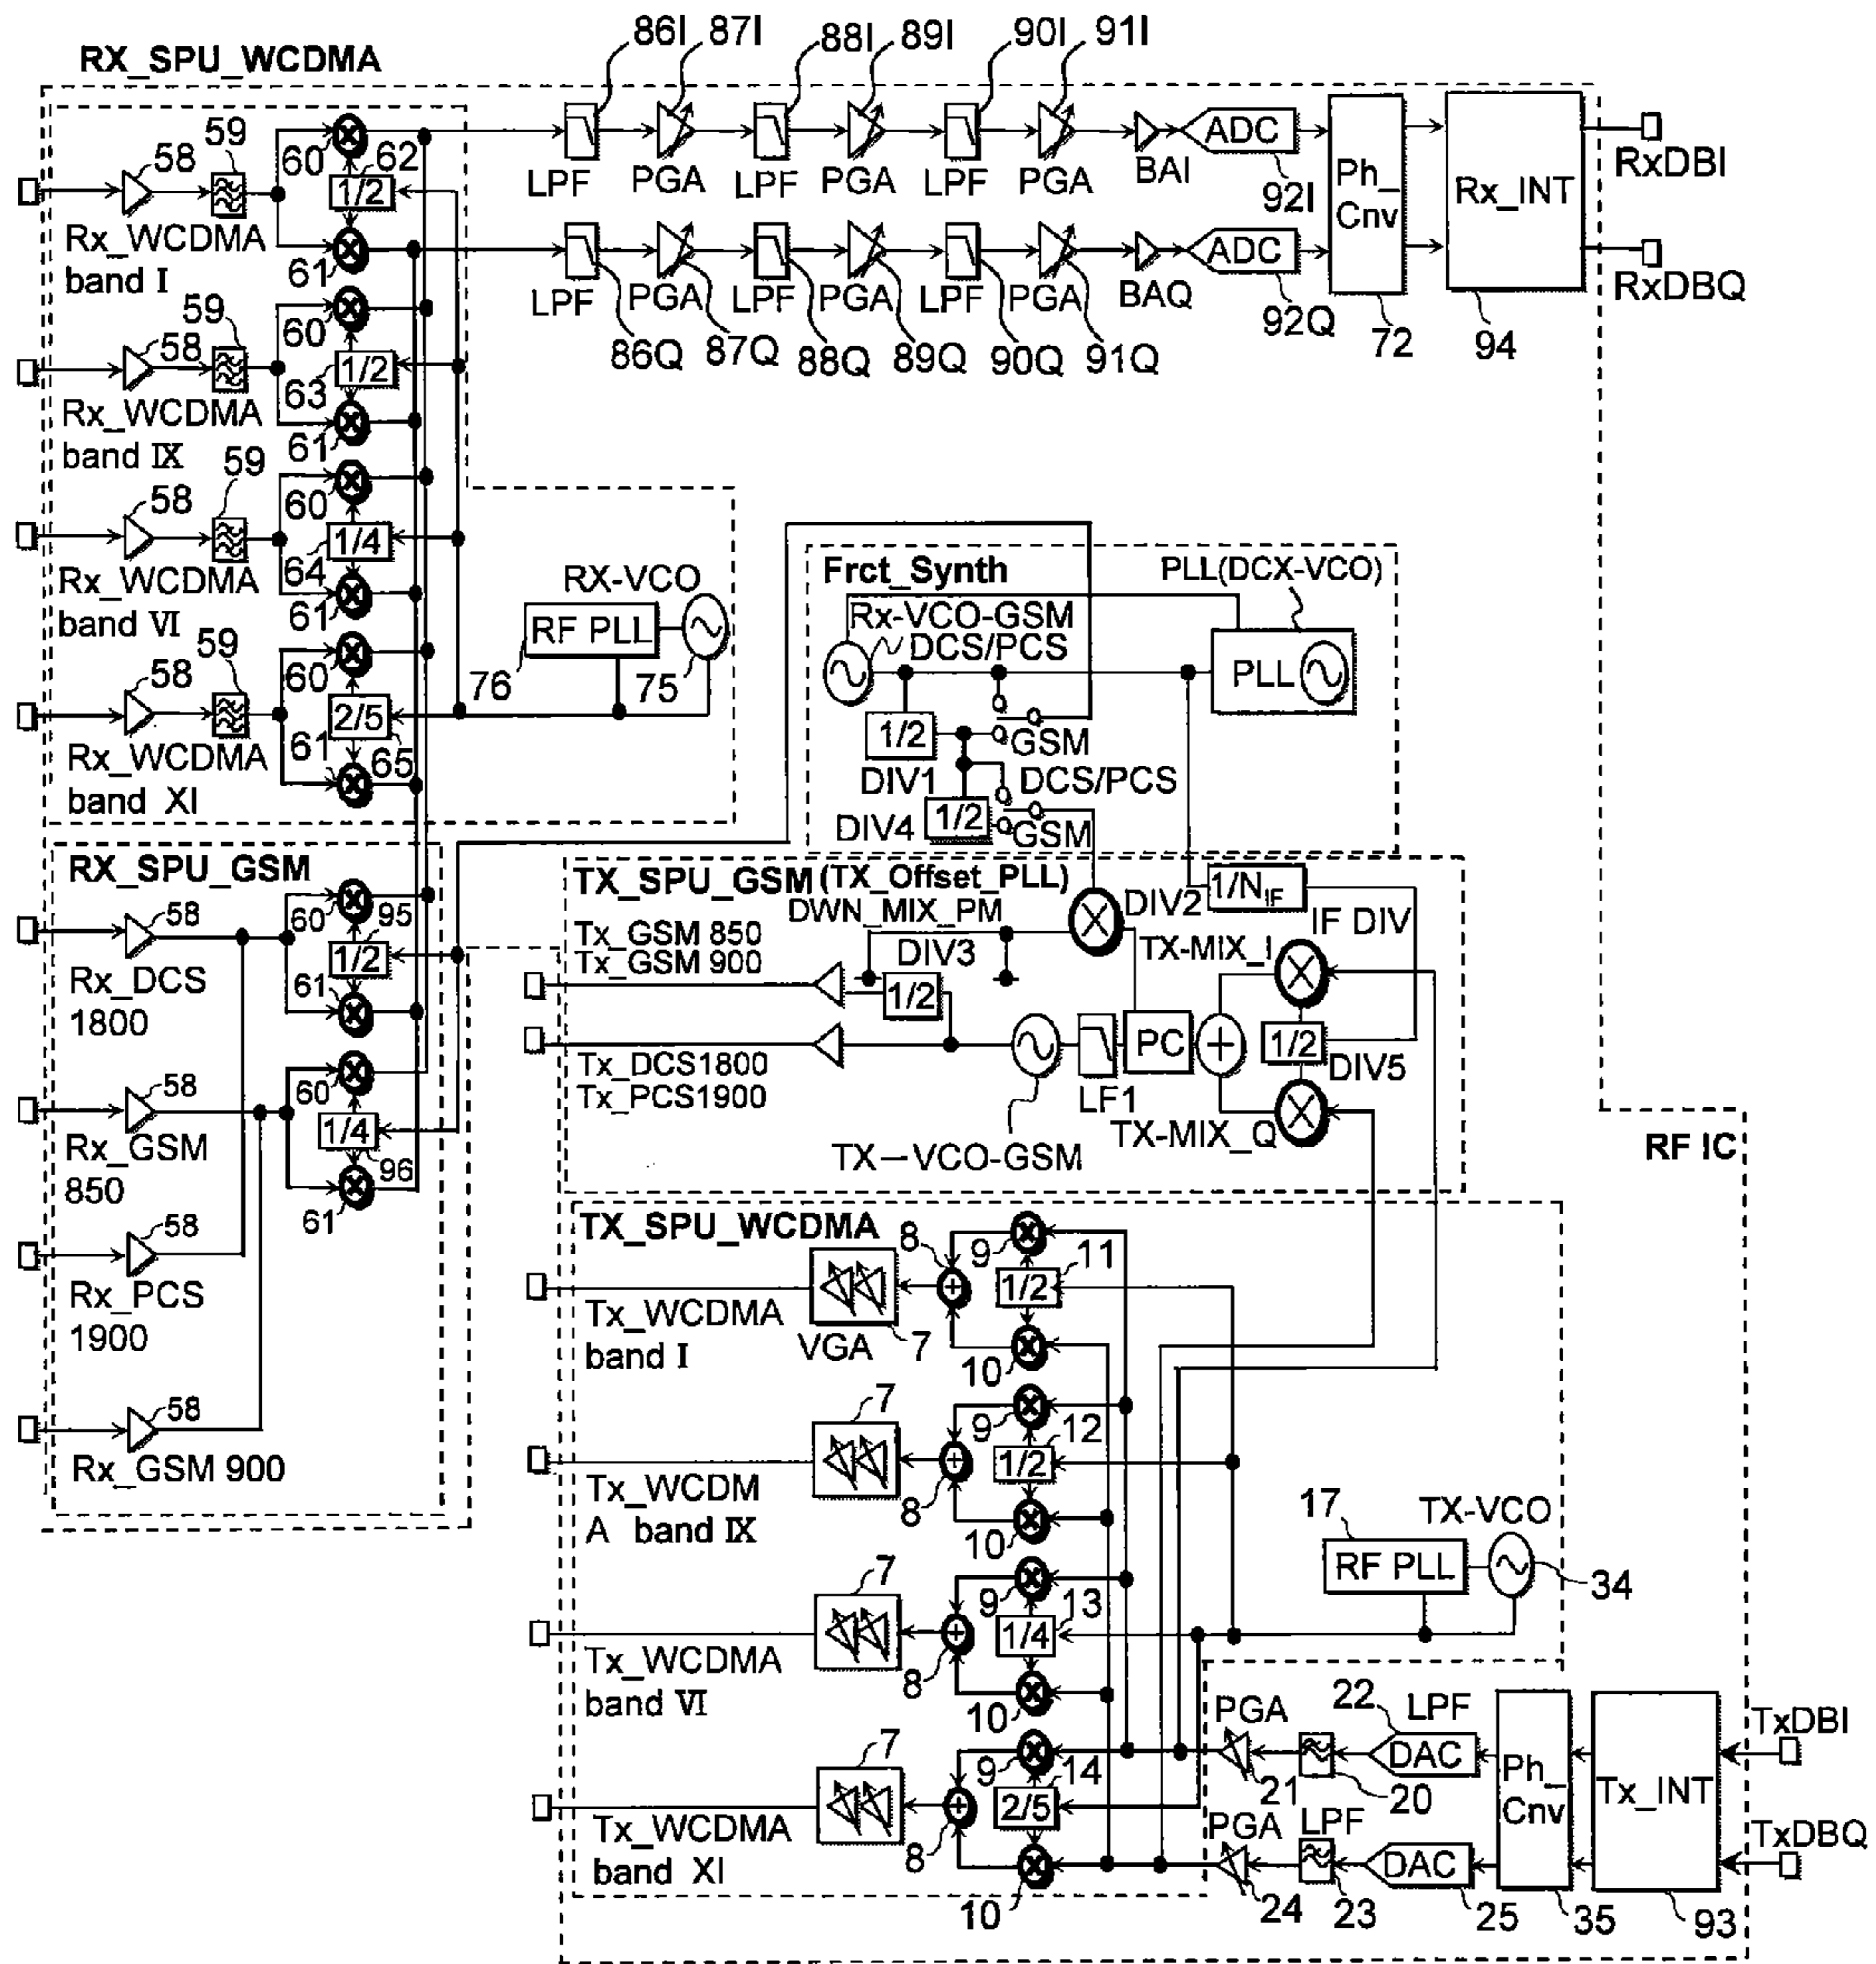 RX_SPU_WCDMA
86I 87I 88I 89I 90I 91I
58 59 60 62 1/2 61
Rx_WCDMA
band I
LPF PGA LPF PGA LPF PGA BAI ADC 92I
Ph_
Cnv
Rx_INT
RxDBI
LPF PGA LPF PGA LPF PGA BAQ ADC 92Q
RxDBQ
86Q 87Q 88Q 89Q 90Q 91Q
72 94
58 59 60 1/2 63 61
Rx_WCDMA
band IX
58 59 60 1/4 64 61
Rx_WCDMA
band VI
58 59 60 2/5 61 65
Rx_WCDMA
band XI
RX-VCO
RF PLL
76 75
Frct_Synth
PLL(DCX-VCO)
Rx-VCO-GSM
DCS/PCS
PLL
1/2
GSM
DIV1
DCS/PCS
1/2
DIV4
GSM
RX_SPU_GSM
58 60 95 1/2 61
Rx_DCS
1800
58 60 1/4 96 61
Rx_GSM
850
58
Rx_PCS
1900
58
Rx_GSM 900
TX_SPU_GSM (TX_Offset_PLL)
DWN_MIX_PM
DIV2
1/NIF
IF DIV
Tx_GSM 850
Tx_GSM 900
DIV3
1/2
TX-MIX_I
PC
1/2
DIV5
Tx_DCS1800
Tx_PCS1900
LF1
TX-MIX_Q
TX-VCO-GSM
RF IC
TX_SPU_WCDMA
8 9 11 1/2 10
Tx_WCDMA
band I
VGA 7
7 9 12 1/2 8 10
Tx_WCDM
A band IX
17 TX-VCO
RF PLL
34
7 9 13 1/4 8 10
Tx_WCDMA
band VI
7 9 14 2/5 8 10
Tx_WCDMA
band XI
PGA 22 LPF
DAC
21 20
PGA LPF
DAC
24 23 25
Ph_
Cnv
35
Tx_INT
93
TxDBI
TxDBQ